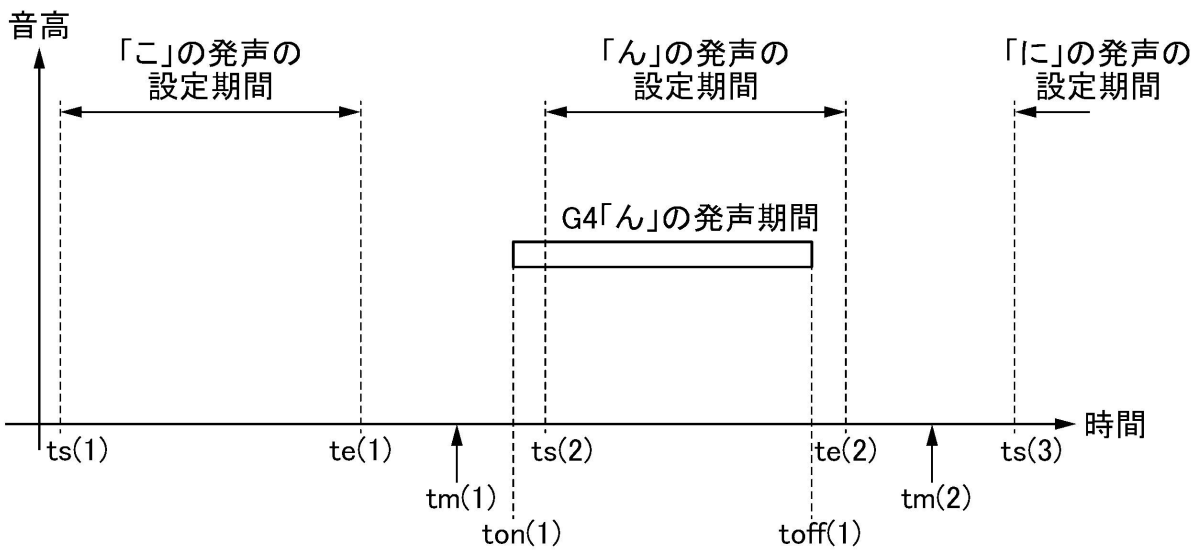 音高
「こ」の発声の
設定期間
「ん」の発声の
設定期間
「に」の発声の
設定期間
G4「ん」の発声期間
時間
ts(1)
te(1)
ts(2)
te(2)
ts(3)
tm(1)
tm(2)
ton(1)
toff(1)